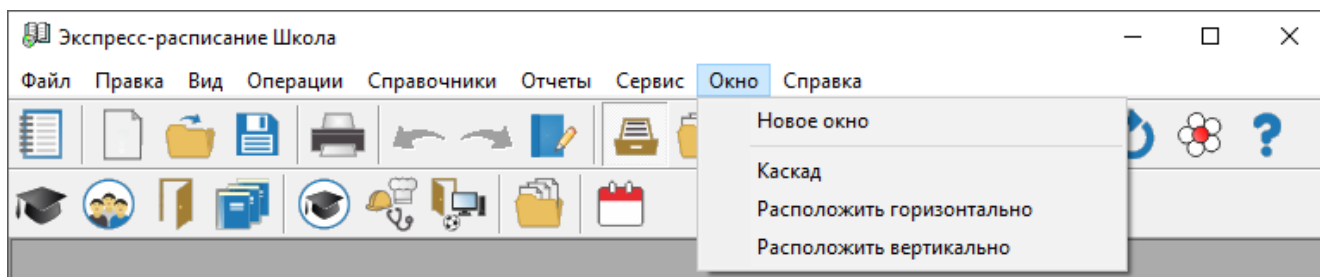 Экспресс-расписание Школа
Файл Правка Вид Операции Справочники Отчеты Сервис Окно Справка
Новое окно
Каскад
Расположить горизонтально
Расположить вертикально